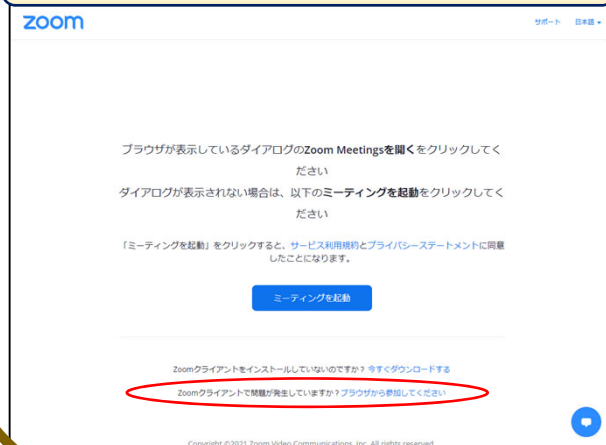 zoom
サポート 日本語
ブラウザが表示しているダイアログのZoom Meetingsを開くをクリックしてく
ださい
ダイアログが表示されない場合は、以下のミーティングを起動をクリックしてく
ださい
「ミーティングを起動」をクリックすると、サービス利用規約とプライバシーステートメントに同意
したことになります。
ミーティングを起動
Zoomクライアントをインストールしていないのですか？今すぐダウンロードする
Zoomクライアントで問題が発生していますか？ブラウザから参加してください
Copyright ©2021 Zoom Video Communications, Inc. All rights reserved.